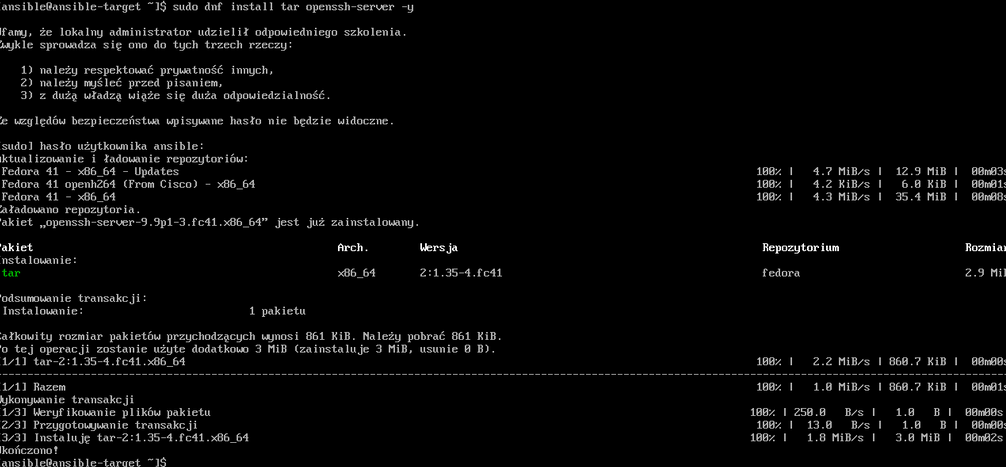 [ansible@ansible-target ~]$ sudo dnf install tar openssh-server -y
Ufamy, że lokalny administrator udzielił odpowiedniego szkolenia.
Zwykle sprowadza się ono do tych trzech rzeczy:
1) należy respektować prywatność innych,
2) należy myśleć przed pisaniem,
3) z dużą władzą wiąże się duża odpowiedzialność.
Ze względów bezpieczeństwa wpisywane hasło nie będzie widoczne.
[sudo] hasło użytkownika ansible:
aktualizowanie i ładowanie repozytoriów:
Fedora 41 - x86_64 - Updates 100% | 4.7 MiB/s | 12.9 MiB | 00m03s
Fedora 41 openh264 (From Cisco) - x86_64 100% | 4.2 KiB/s | 6.0 KiB | 00m01s
Fedora 41 - x86_64 100% | 4.3 MiB/s | 35.4 MiB | 00m08s
Załadowano repozytoria.
Pakiet „openssh-server-9.9p1-3.fc41.x86_64” jest już zainstalowany.
Pakiet Arch. Wersja Repozytorium Rozmiar
Instalowanie:
tar x86_64 2:1.35-4.fc41 fedora 2.9 MiB
Podsumowanie transakcji:
Instalowanie: 1 pakietu
Całkowity rozmiar pakietów przychodzących wynosi 861 KiB. Należy pobrać 861 KiB.
Po tej operacji zostanie użyte dodatkowo 3 MiB (zainstaluje 3 MiB, usunie 0 B).
[1/1] tar-2:1.35-4.fc41.x86_64 100% | 2.2 MiB/s | 860.7 KiB | 00m00s
[1/1] Razem 100% | 1.0 MiB/s | 860.7 KiB | 00m01s
Wykonywanie transakcji
[1/3] Weryfikowanie plików pakietu 100% | 250.0 B/s | 1.0 B | 00m00s
[2/3] Przygotowywanie transakcji 100% | 13.0 B/s | 1.0 B | 00m00s
[3/3] Instaluję tar-2:1.35-4.fc41.x86_64 100% | 1.8 MiB/s | 3.0 MiB | 00m02s
Ukończono!
[ansible@ansible-target ~]$